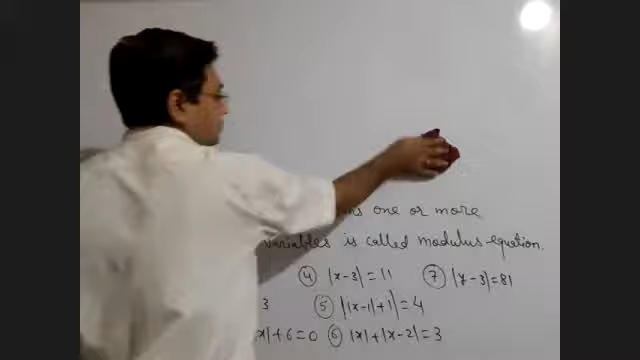 one or more
variables is called modulus equation.
④ |x-3|=11 ⑦ |y-3|=81
3 ⑤ ||x-1|+1|=4
x|+6=0 ⑥ |x|+|x-2|=3